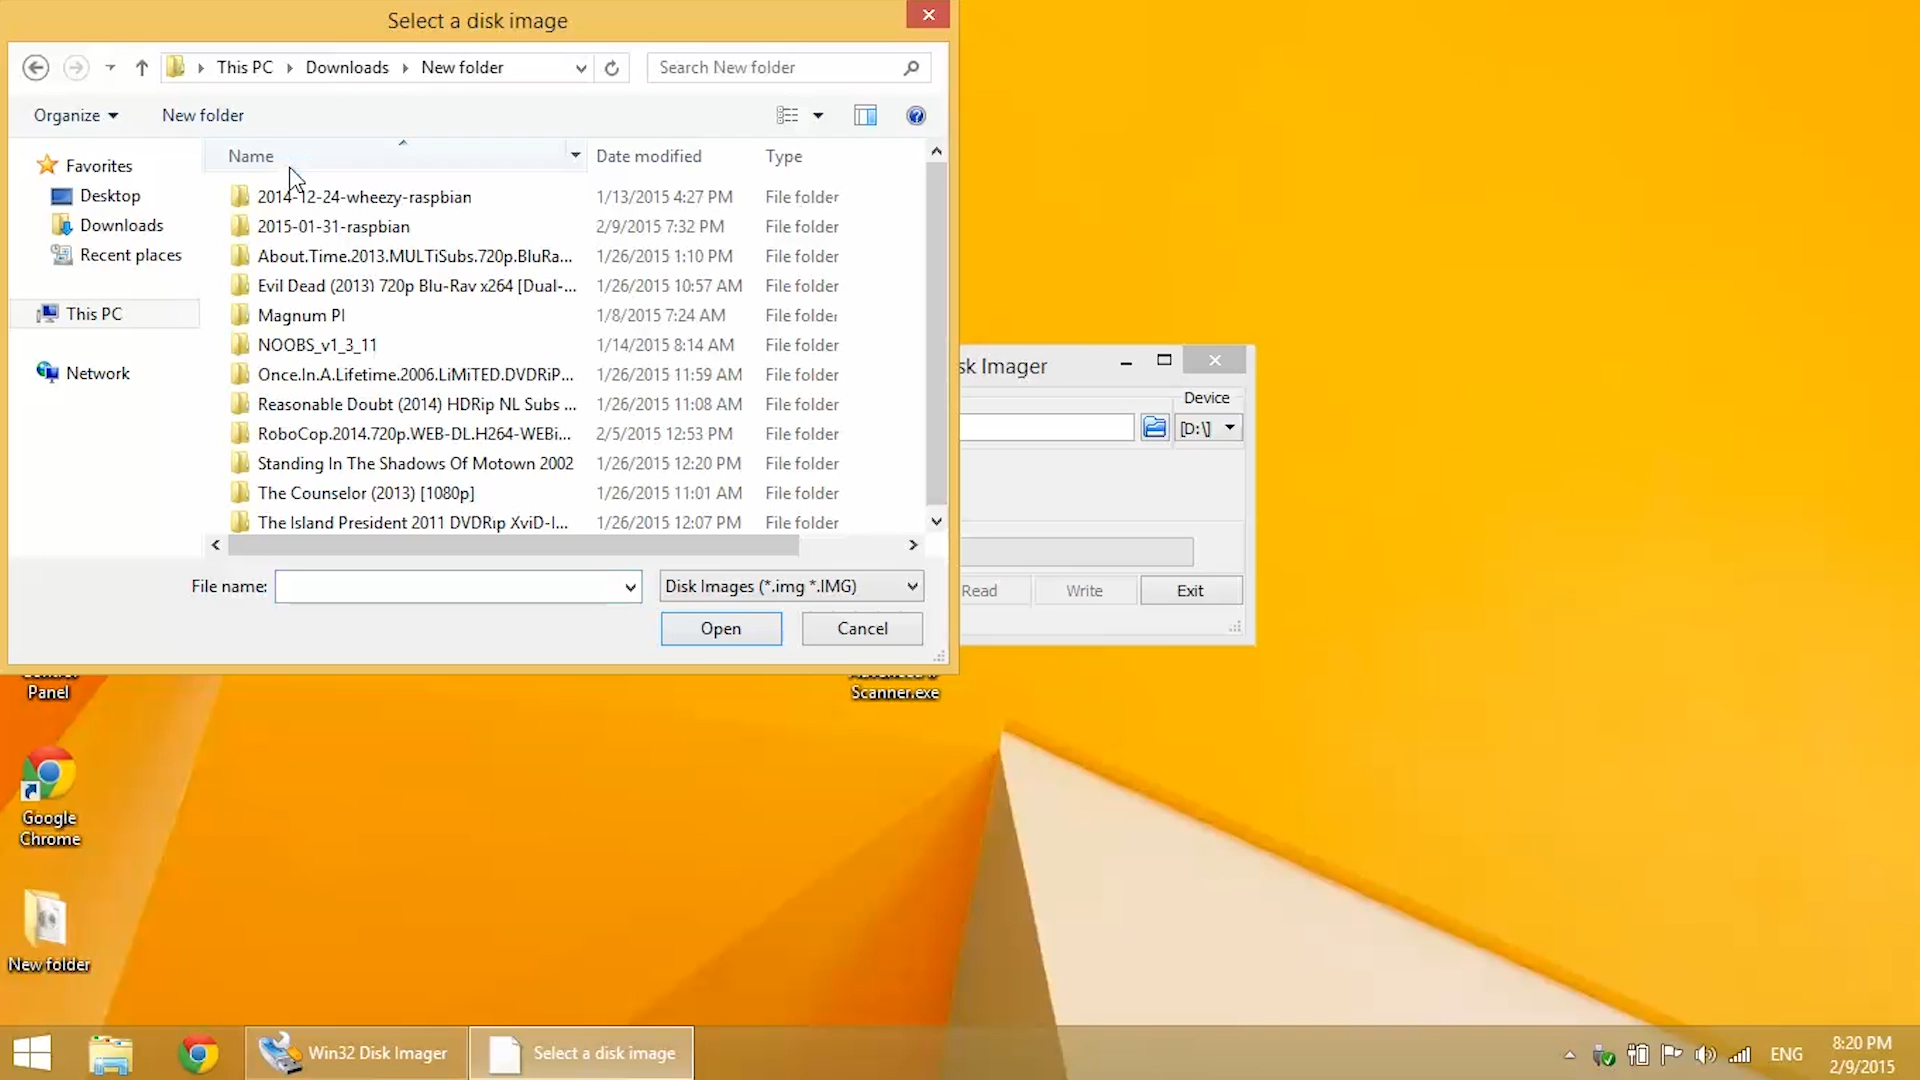 Select a disk image
This PC Downloads New folder
Search New folder
Organize New folder
Name Date modified Type
Favorites
Desktop
Downloads
Recent places
This PC
Network
2014-12-24-wheezy-raspbian 1/13/2015 4:27 PM File folder
2015-01-31-raspbian 2/9/2015 7:32 PM File folder
About.Time.2013.MULTiSubs.720p.BluRa... 1/26/2015 1:10 PM File folder
Evil Dead (2013) 720p Blu-Ray x264 [Dual-... 1/26/2015 10:57 AM File folder
Magnum PI 1/8/2015 7:24 AM File folder
NOOBS_v1_3_11 1/14/2015 8:14 AM File folder
Once.In.A.Lifetime.2006.LiMiTED.DVDRiP... 1/26/2015 11:59 AM File folder
Reasonable Doubt (2014) HDRip NL Subs ... 1/26/2015 11:08 AM File folder
RoboCop.2014.720p.WEB-DL.H264-WEBi... 2/5/2015 12:53 PM File folder
Standing In The Shadows Of Motown 2002 1/26/2015 12:20 PM File folder
The Counselor (2013) [1080p] 1/26/2015 11:01 AM File folder
The Island President 2011 DVDRip XviD-I... 1/26/2015 12:07 PM File folder
File name:
Disk Images (*.img *.IMG)
Open Cancel
sk Imager
Device
[D:\]
Read Write Exit
Panel
Scanner.exe
Google
Chrome
New folder
Win32 Disk Imager
Select a disk image
ENG
8:20 PM
2/9/2015